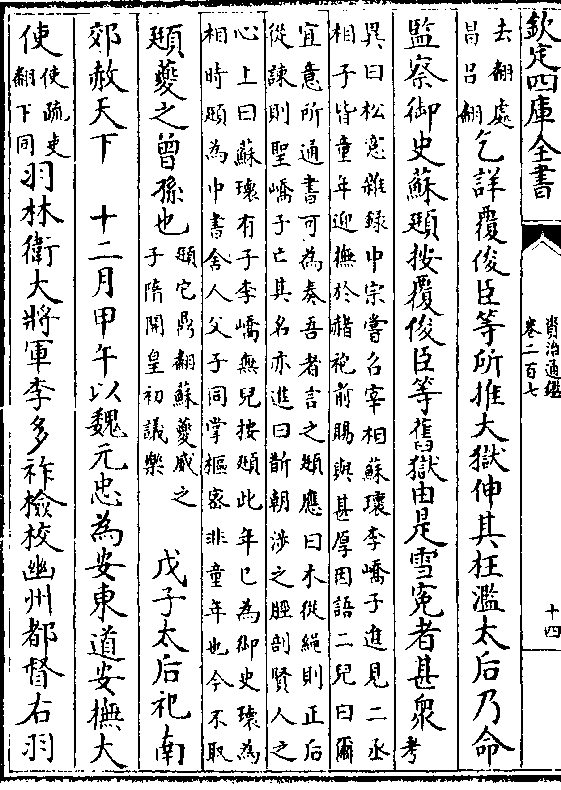 欽定四庫全書
資治通鑑
卷二百七
十四
去翻處
昌呂翻
乞詳覆俊臣等所推大獄伸其枉濫太后乃命
監察御史蘇頲按覆俊臣等舊獄由是雪冤者甚衆
考
異曰松窻雜録中宗嘗召宰相蘇瓌李嶠子進見二丞
相子皆童年迎撫於赭袍前賜與甚厚因語二兒曰爾
宜意所通書可為奏吾者言之頲應曰木從繩則正后
從諫則聖嶠子亡其名亦進曰斮朝涉之脛剖賢人之
心上曰蘇瓌有子李嶠無兒按頲此年已為御史瓌為
相時頲為中書舍人父子同掌樞密非童年也今不取
頲夔之曾孫也
頲它鼎翻蘇夔威之
子隋開皇初議樂
戊子太后祀南
郊赦天下 十二月甲午以魏元忠為安東道安撫大
使
使疏吏
翻下同
羽林衛大將軍李多祚檢校幽州都督右羽